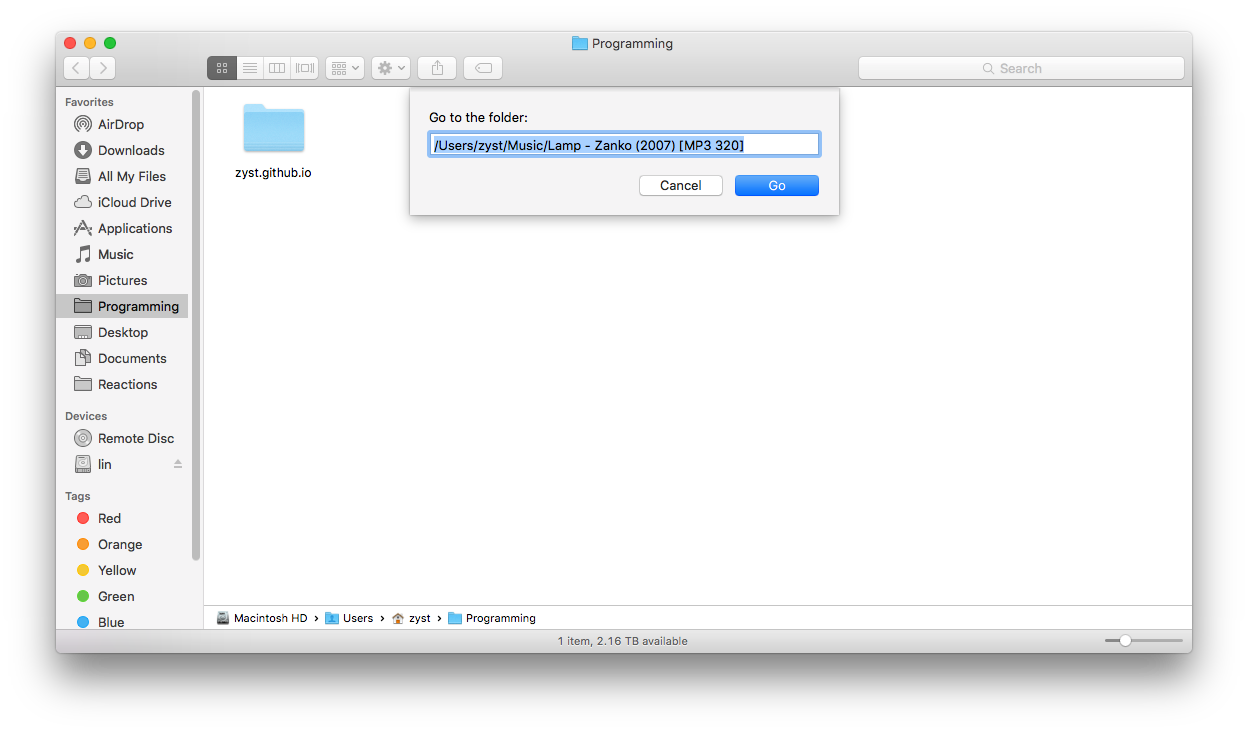 Programming
Search
Favorites
AirDrop
Downloads
All My Files
iCloud Drive
Applications
Music
Pictures
Programming
Desktop
Documents
Reactions
Devices
Remote Disc
lin
Tags
Red
Orange
Yellow
Green
Blue
zyst.github.io
Go to the folder:
/Users/zyst/Music/Lamp - Zanko (2007) [MP3 320]
Cancel Go
Macintosh HD › Users › zyst › Programming
1 item, 2.16 TB available